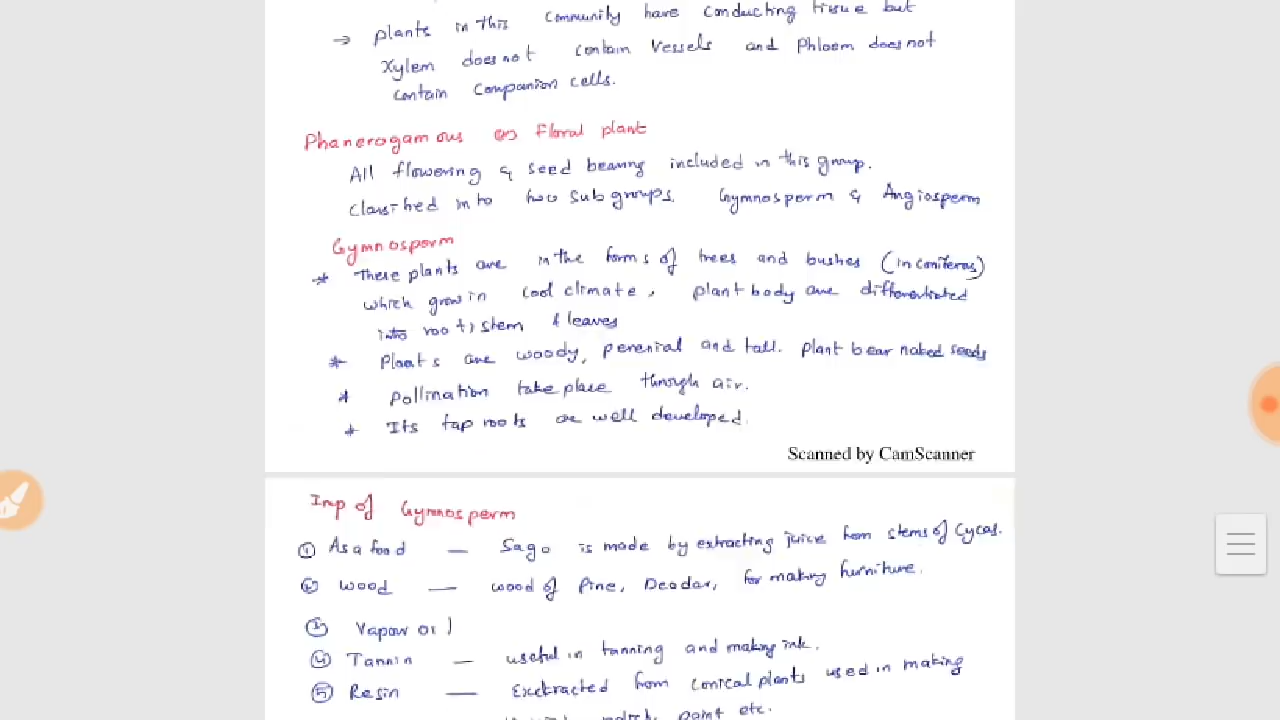 → plants in this community have conducting tissue but
Xylem does not contain vessels and Phloem does not
contain companion cells.
Phanerogamous or Floral plant
All flowering & seed bearing included in this group.
Classified into two sub groups. Gymnosperm & Angiosperm
Gymnosperm
* These plants are in the forms of trees and bushes (in coniferas)
which grow in cool climate, plant body are differentiated
into root, stem & leaves
* Plants are woody, perenial and tall. plant bear naked seeds
* pollination take place through air.
* Its tap roots are well developed.
Scanned by CamScanner
Imp of Gymnosperm
① As a food — Sago is made by extracting juice from stems of Cycas.
② Wood — wood of Pine, Deodar, for making furniture.
③ Vapour oil
④ Tannin — useful in tanning and making ink.
⑤ Resin — Exctracted from conical plants used in making
paint etc.